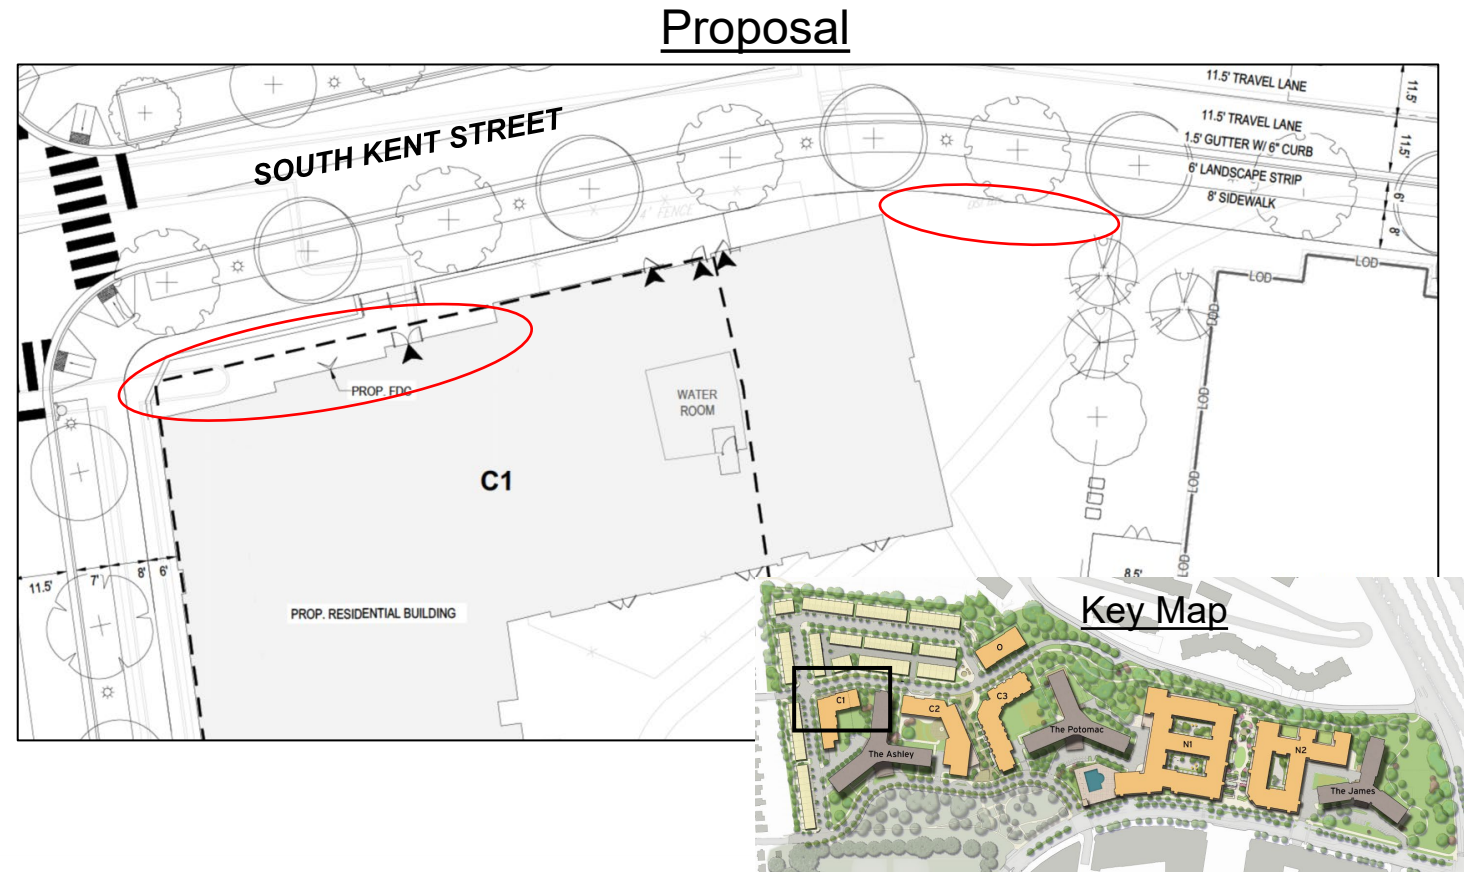 Proposal
SOUTH KENT STREET
11.5' TRAVEL LANE
11.5'
11.5' TRAVEL LANE
11.5'
1.5' GUTTER W/ 6" CURB
6' LANDSCAPE STRIP
6'
8' SIDEWALK
8'
4' FENCE
LOD
LOD
LOD
LOD
LOD
LOD
LOD
PROP. FDC
WATER
ROOM
C1
11.5'
7'
8'
6'
8.5'
PROP. RESIDENTIAL BUILDING
Key Map
O
C1
C2
C3
The Ashley
The Potomac
N1
N2
The James